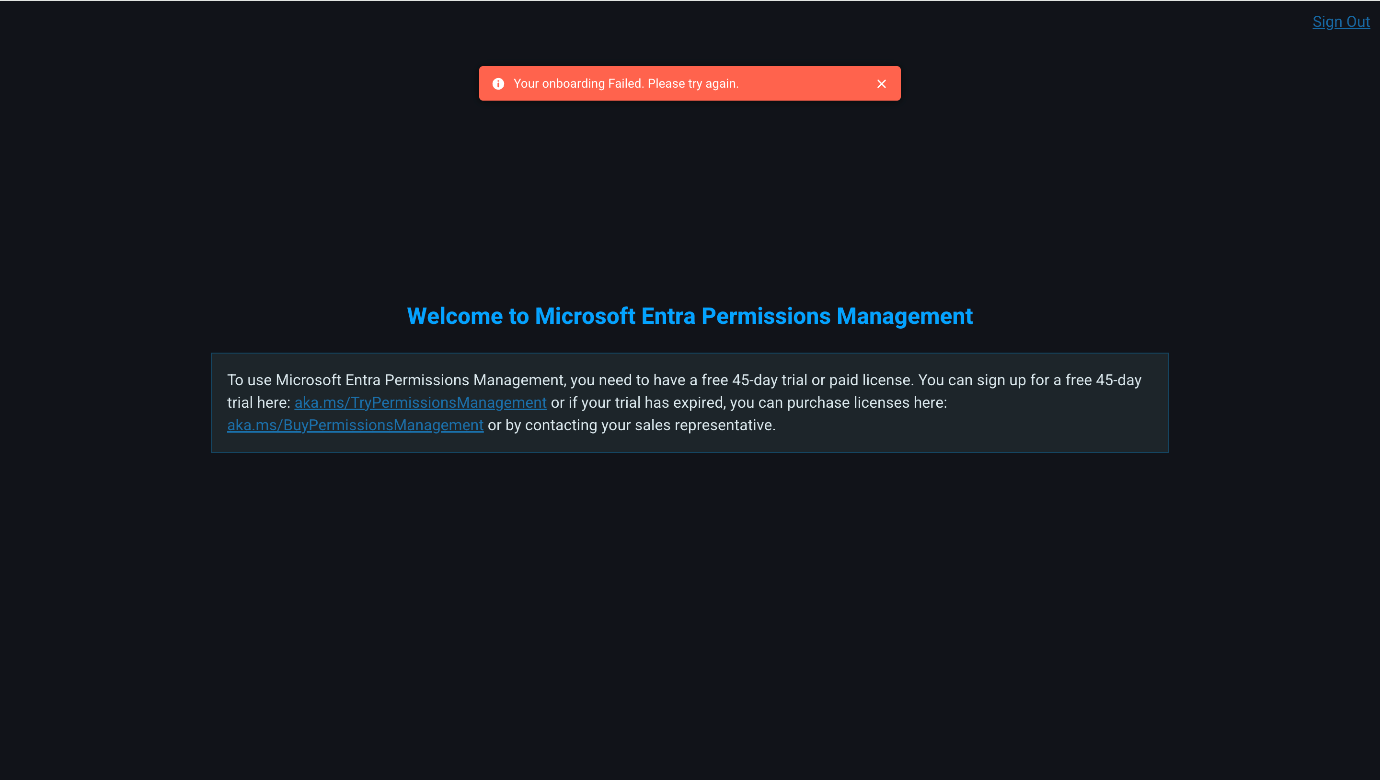 Sign Out
Your onboarding Failed. Please try again.
Welcome to Microsoft Entra Permissions Management
To use Microsoft Entra Permissions Management, you need to have a free 45-day trial or paid license. You can sign up for a free 45-day
trial here: aka.ms/TryPermissionsManagement or if your trial has expired, you can purchase licenses here:
aka.ms/BuyPermissionsManagement or by contacting your sales representative.